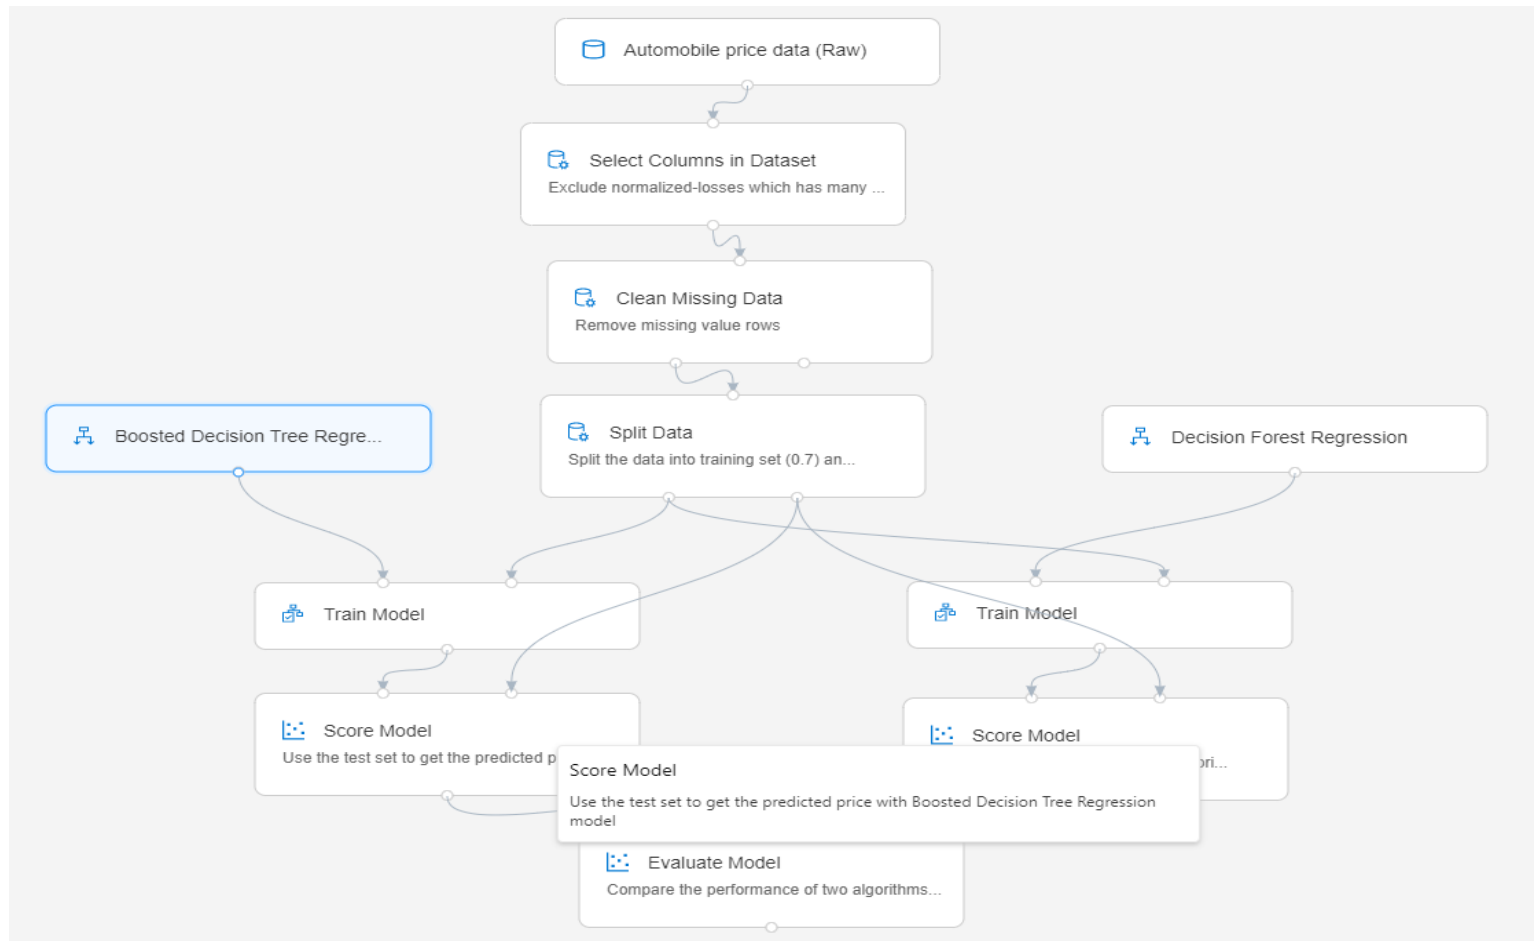 Automobile price data (Raw)
Select Columns in Dataset
Exclude normalized-losses which has many ...
Clean Missing Data
Remove missing value rows
Boosted Decision Tree Regre...
Split Data
Split the data into training set (0.7) an...
Decision Forest Regression
Train Model
Train Model
Score Model
Use the test set to get the predicted p
Score Model
ori...
Score Model
Use the test set to get the predicted price with Boosted Decision Tree Regression
model
Evaluate Model
Compare the performance of two algorithms...